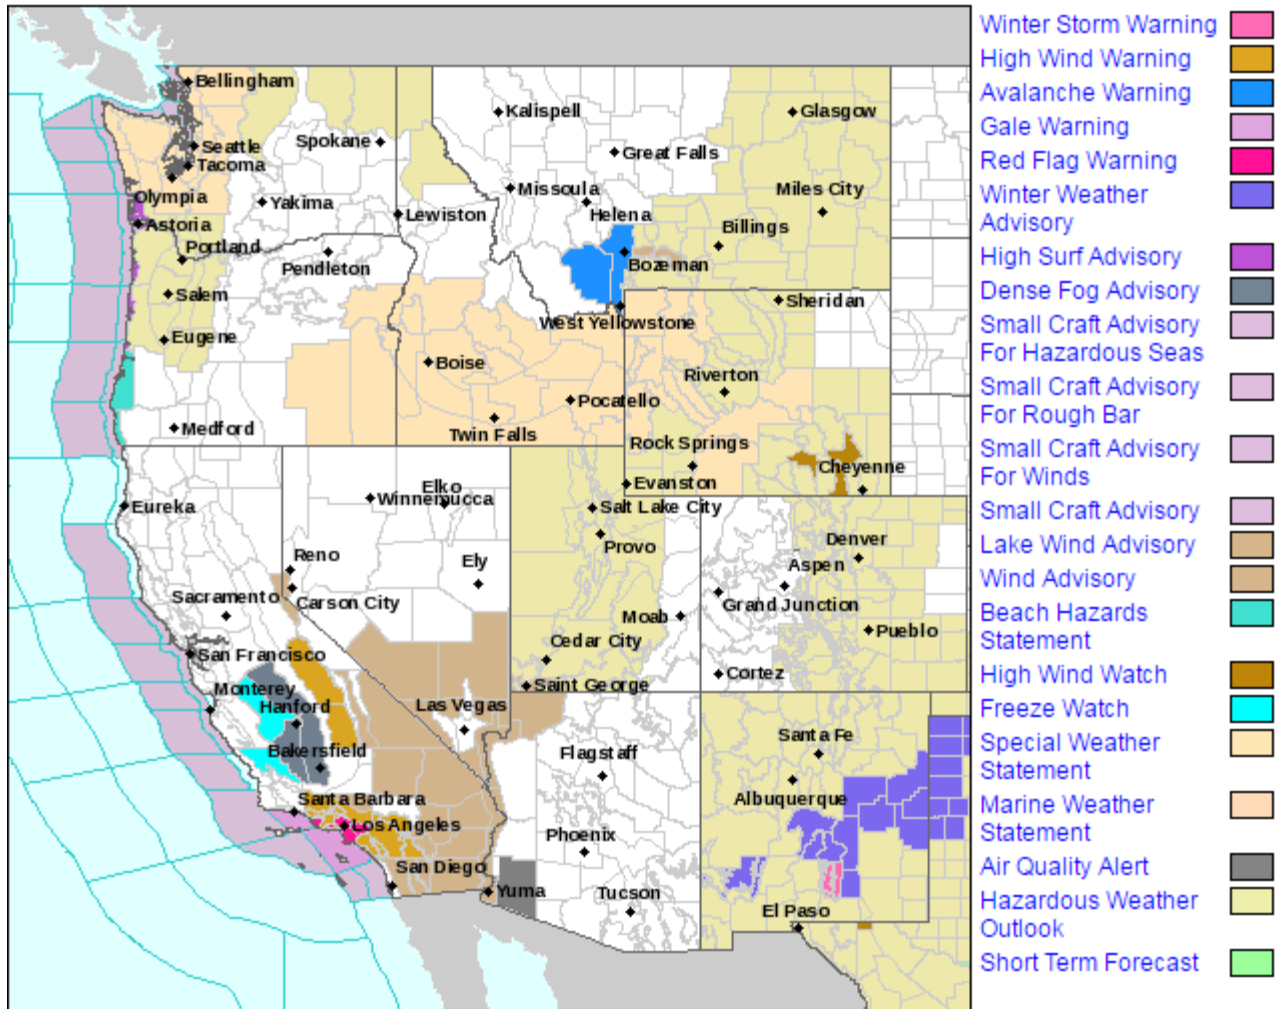 Bellingham
Seattle
Tacoma
Olympia
Spokane
Yakima
Astoria
Portland
Lewiston
Pendleton
Salem
Eugene
Medford
Kalispell
Great Falls
Missoula
Helena
Bozeman
Glasgow
Miles City
Billings
West Yellowstone
Sheridan
Boise
Pocatello
Twin Falls
Riverton
Rock Springs
Cheyenne
Evanston
Eureka
Elko
Winnemucca
Reno
Ely
Carson City
Sacramento
San Francisco
Monterey
Hanford
Bakersfield
Las Vegas
Santa Barbara
Los Angeles
San Diego
Salt Lake City
Provo
Moab
Cedar City
Saint George
Denver
Aspen
Grand Junction
Pueblo
Cortez
Flagstaff
Phoenix
Yuma
Tucson
Santa Fe
Albuquerque
El Paso
Winter Storm Warning
High Wind Warning
Avalanche Warning
Gale Warning
Red Flag Warning
Winter Weather
Advisory
High Surf Advisory
Dense Fog Advisory
Small Craft Advisory
For Hazardous Seas
Small Craft Advisory
For Rough Bar
Small Craft Advisory
For Winds
Small Craft Advisory
Lake Wind Advisory
Wind Advisory
Beach Hazards
Statement
High Wind Watch
Freeze Watch
Special Weather
Statement
Marine Weather
Statement
Air Quality Alert
Hazardous Weather
Outlook
Short Term Forecast